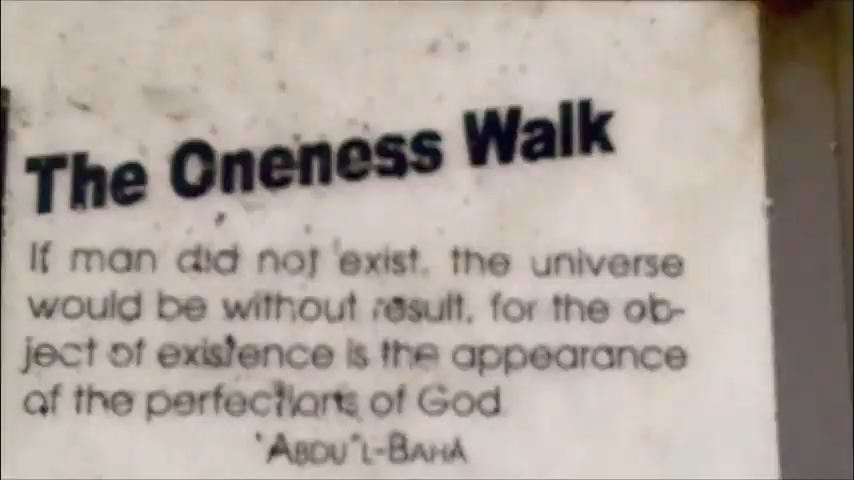 The Oneness Walk
If man did not exist, the universe
would be without result, for the ob-
ject of existence is the appearance
of the perfections of God
'ABDU'L-BAHÁ